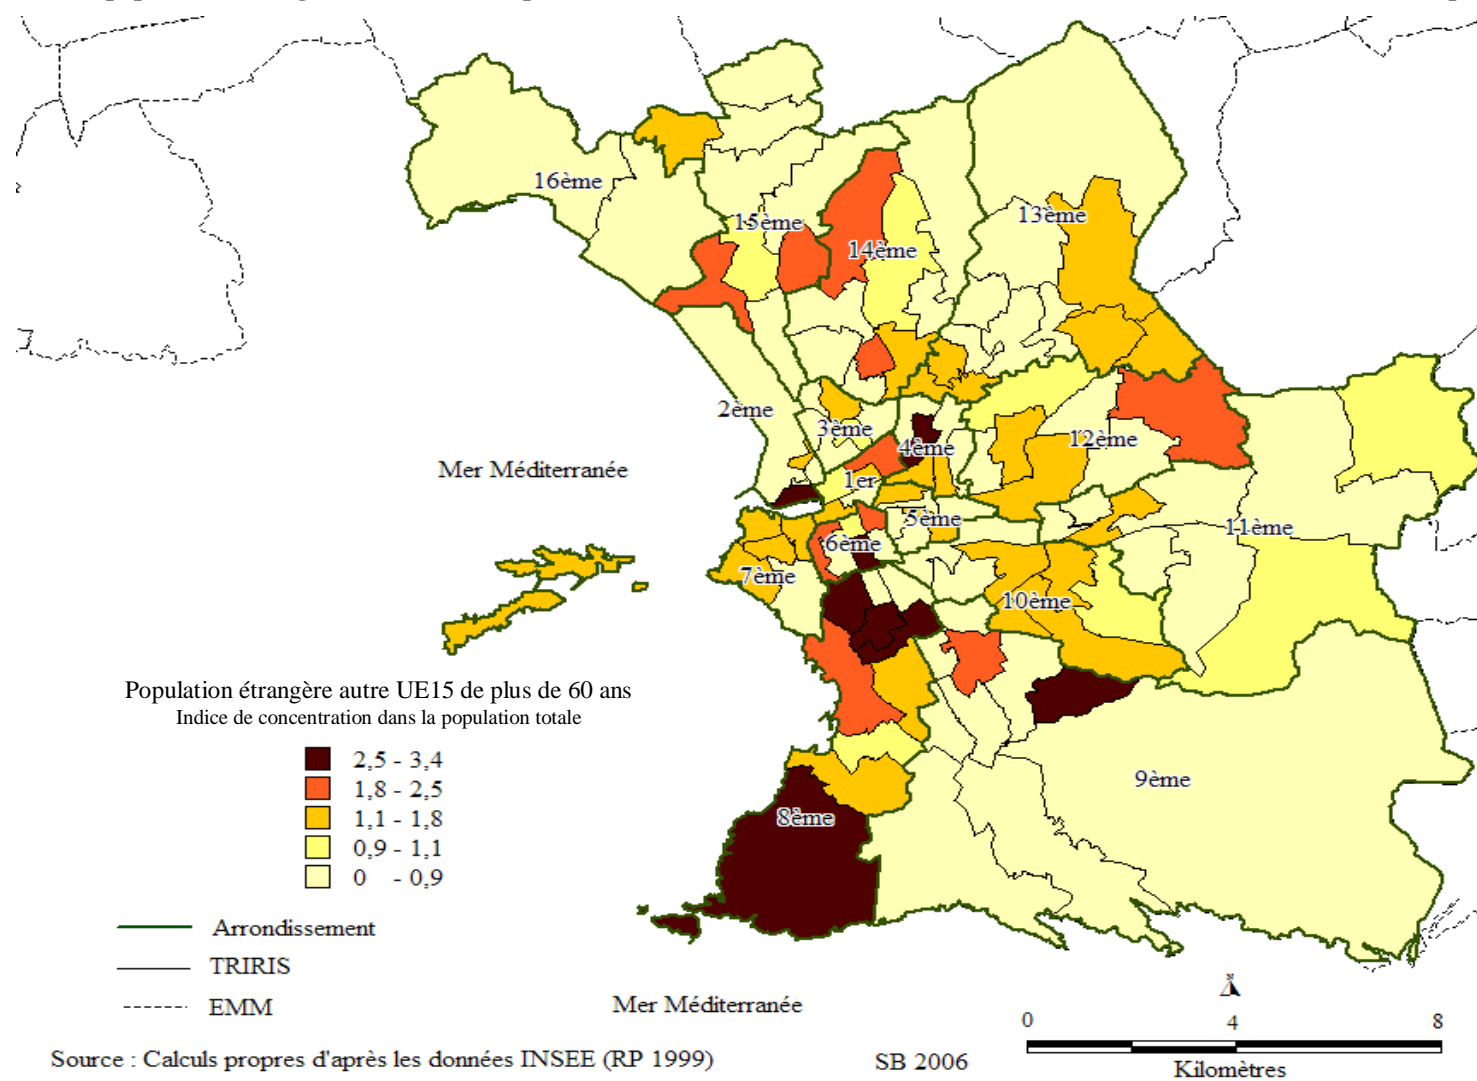 16ème
15ème
13ème
14ème
2ème
3ème
4ème
12ème
Mer Méditerranée
1er
5ème
11ème
6ème
7ème
10ème
Population étrangère autre UE15 de plus de 60 ans
Indice de concentration dans la population totale
2,5 - 3,4
1,8 - 2,5
1,1 - 1,8
0,9 - 1,1
0 - 0,9
9ème
8ème
Arrondissement
TRIRIS
EMM
Mer Méditerranée
N
0 4 8
Kilomètres
Source : Calculs propres d'après les données INSEE (RP 1999)
SB 2006